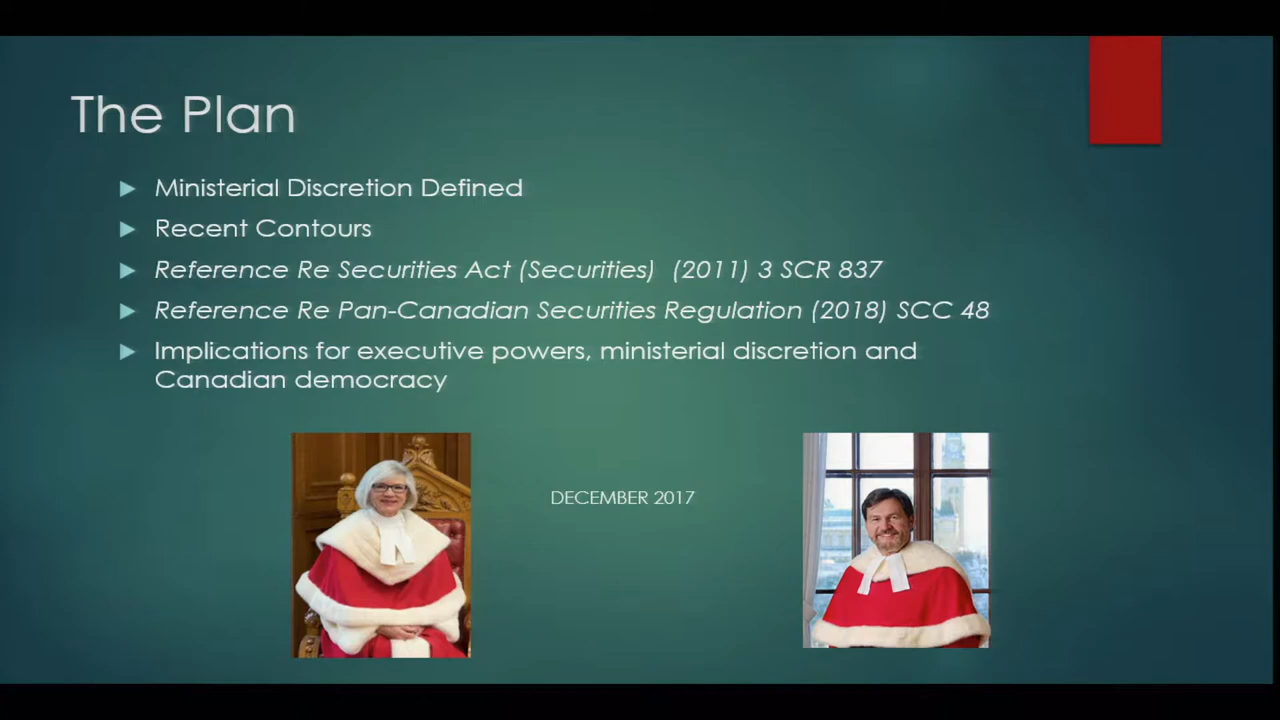 The Plan
Ministerial Discretion Defined
Recent Contours
Reference Re Securities Act (Securities) (2011) 3 SCR 837
Reference Re Pan-Canadian Securities Regulation (2018) SCC 48
Implications for executive powers, ministerial discretion and
Canadian democracy
DECEMBER 2017